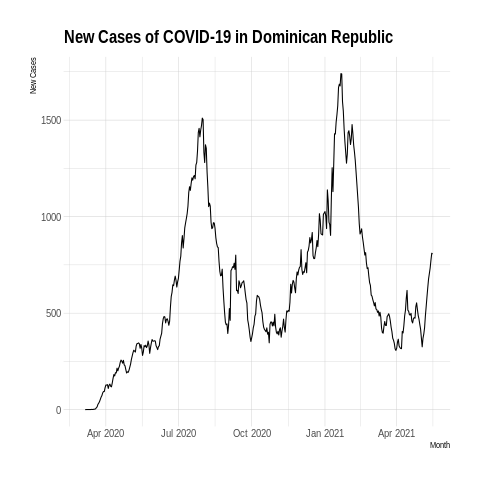 New Cases of COVID-19 in Dominican Republic
New Cases
1500
1000
500
0
Apr 2020 Jul 2020 Oct 2020 Jan 2021 Apr 2021
Month